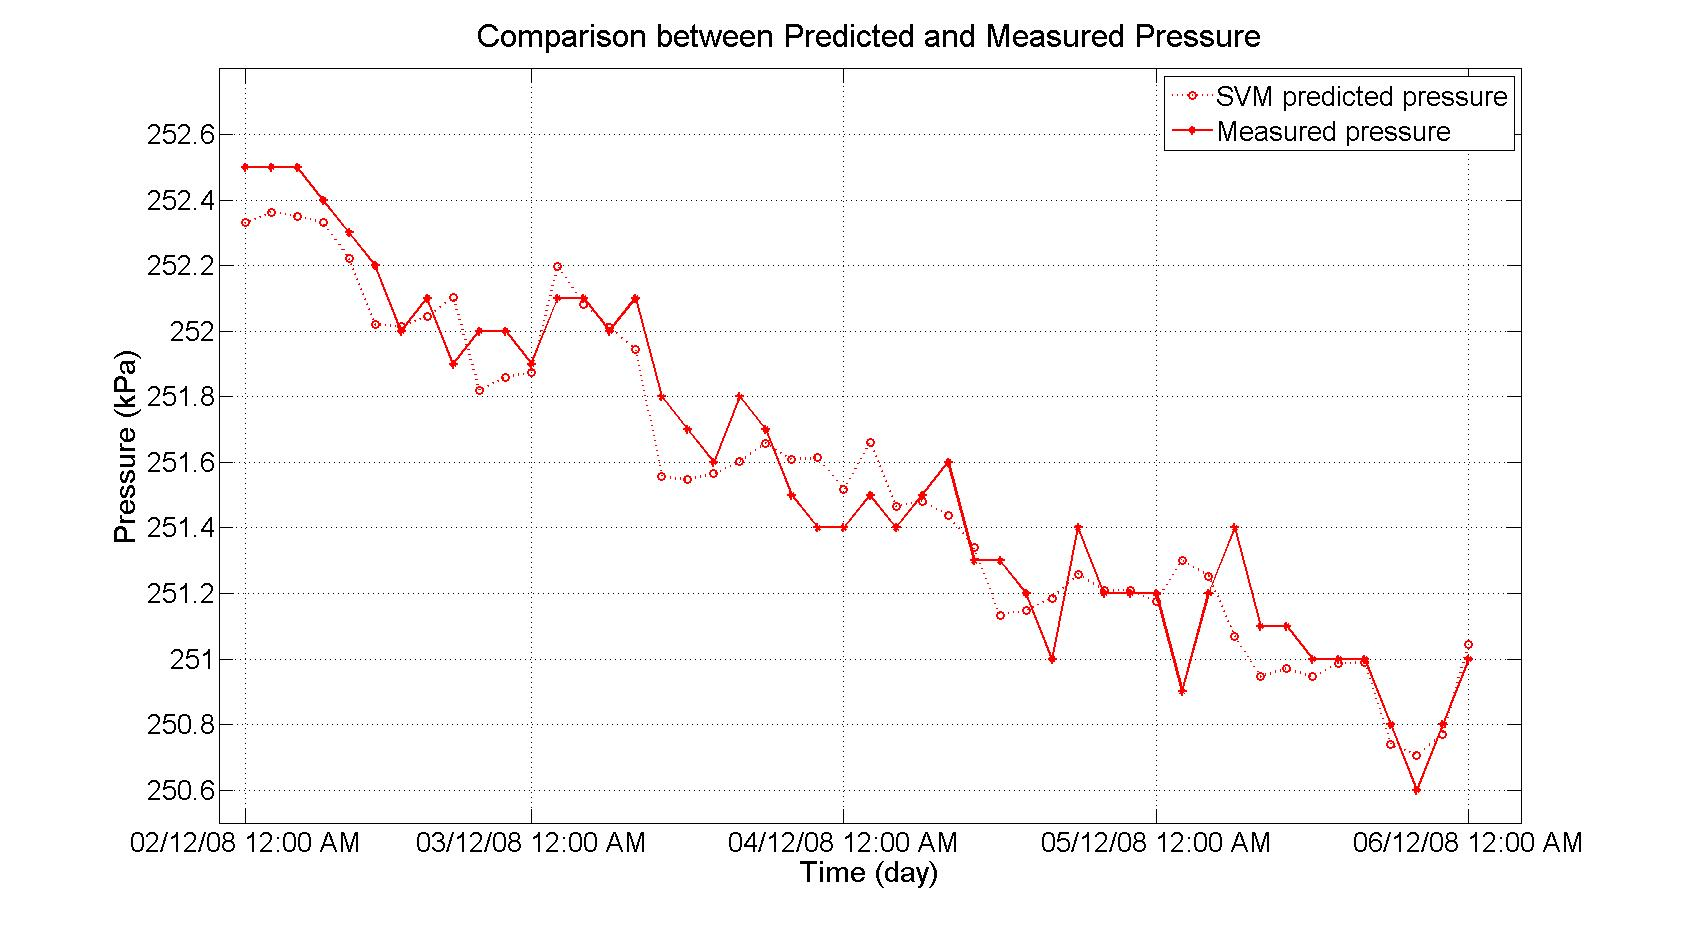 Comparison between Predicted and Measured Pressure
SVM predicted pressure
Measured pressure
252.6
252.4
252.2
252
251.8
251.6
251.4
251.2
251
250.8
250.6
Pressure (kPa)
02/12/08 12:00 AM
03/12/08 12:00 AM
04/12/08 12:00 AM
05/12/08 12:00 AM
06/12/08 12:00 AM
Time (day)